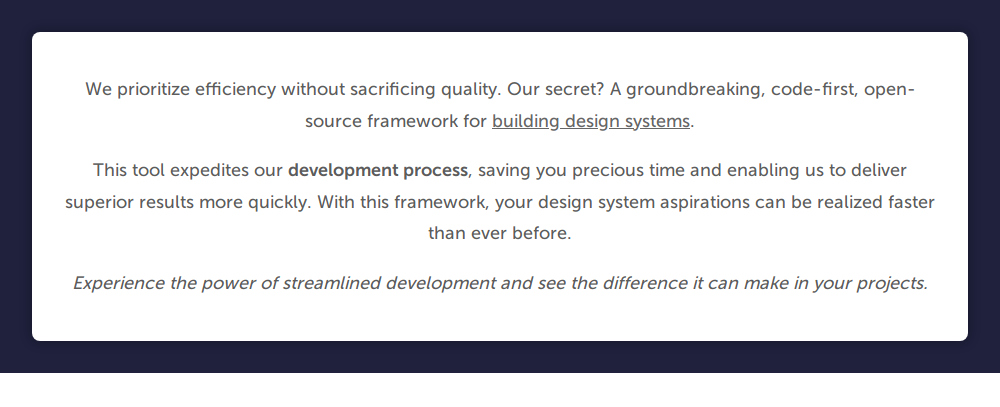 We prioritize efficiency without sacrificing quality. Our secret? A groundbreaking, code-first, open-
source framework for building design systems.
This tool expedites our development process, saving you precious time and enabling us to deliver
superior results more quickly. With this framework, your design system aspirations can be realized faster
than ever before.
Experience the power of streamlined development and see the difference it can make in your projects.